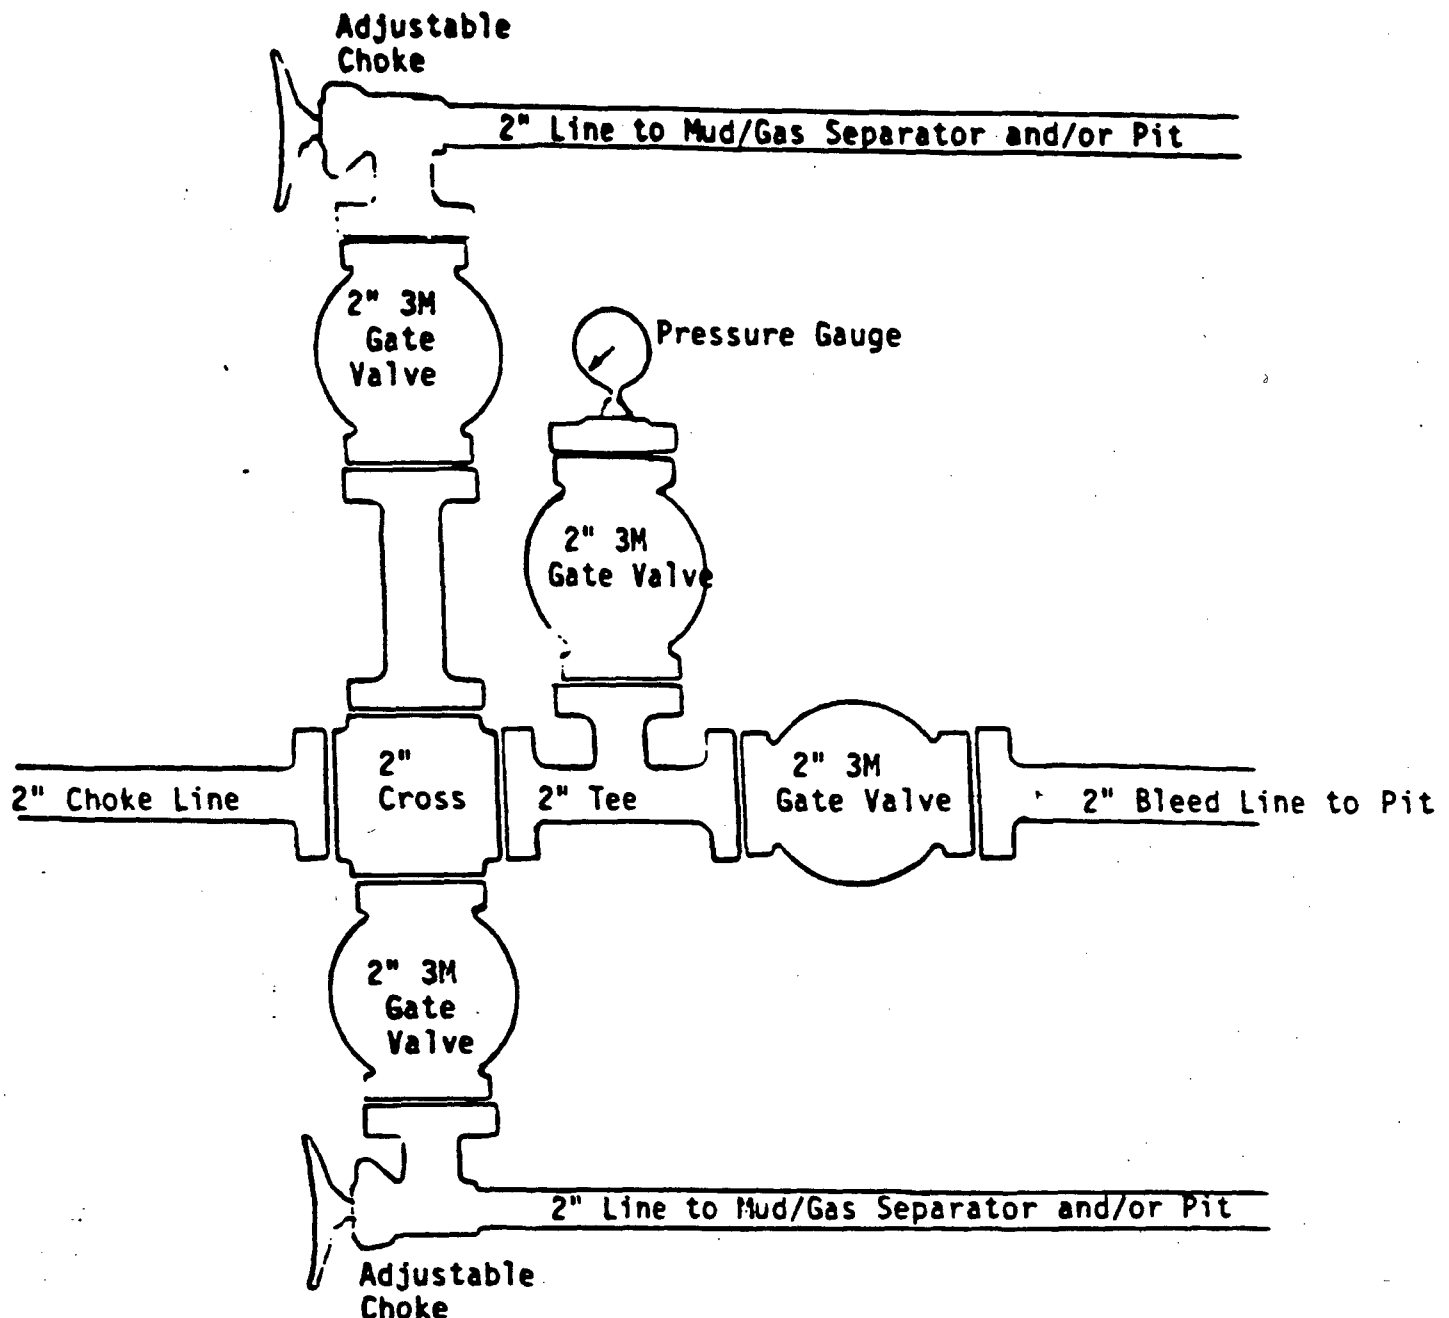 Adjustable
Choke
2" Line to Mud/Gas Separator and/or Pit
2" 3M
Gate
Valve
Pressure Gauge
2" 3M
Gate Valve
2"
Cross
2" Choke Line
2" Tee
2" 3M
Gate Valve
2" Bleed Line to Pit
2" 3M
Gate
Valve
2" Line to Mud/Gas Separator and/or Pit
Adjustable
Choke